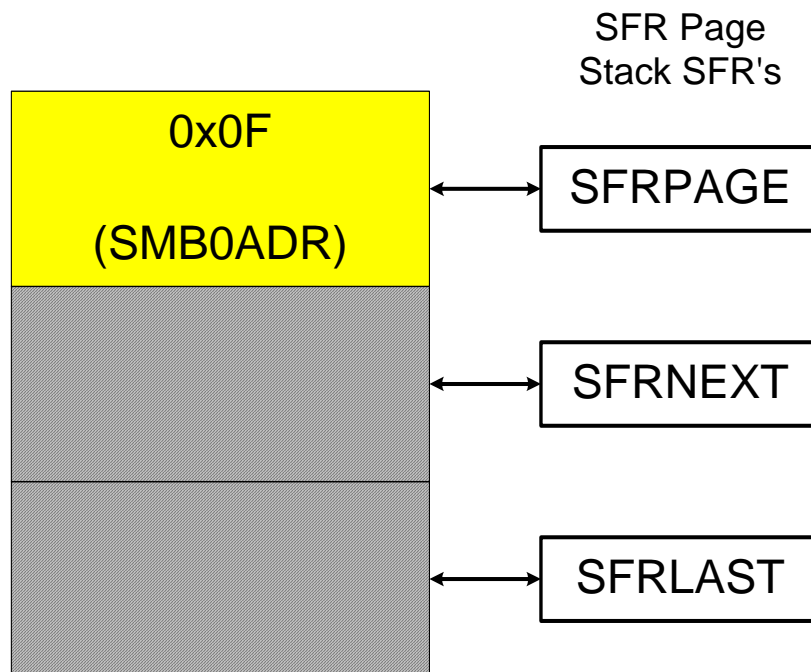 SFR Page
Stack SFR's
0x0F
(SMB0ADR)
SFRPAGE
SFRNEXT
SFRLAST